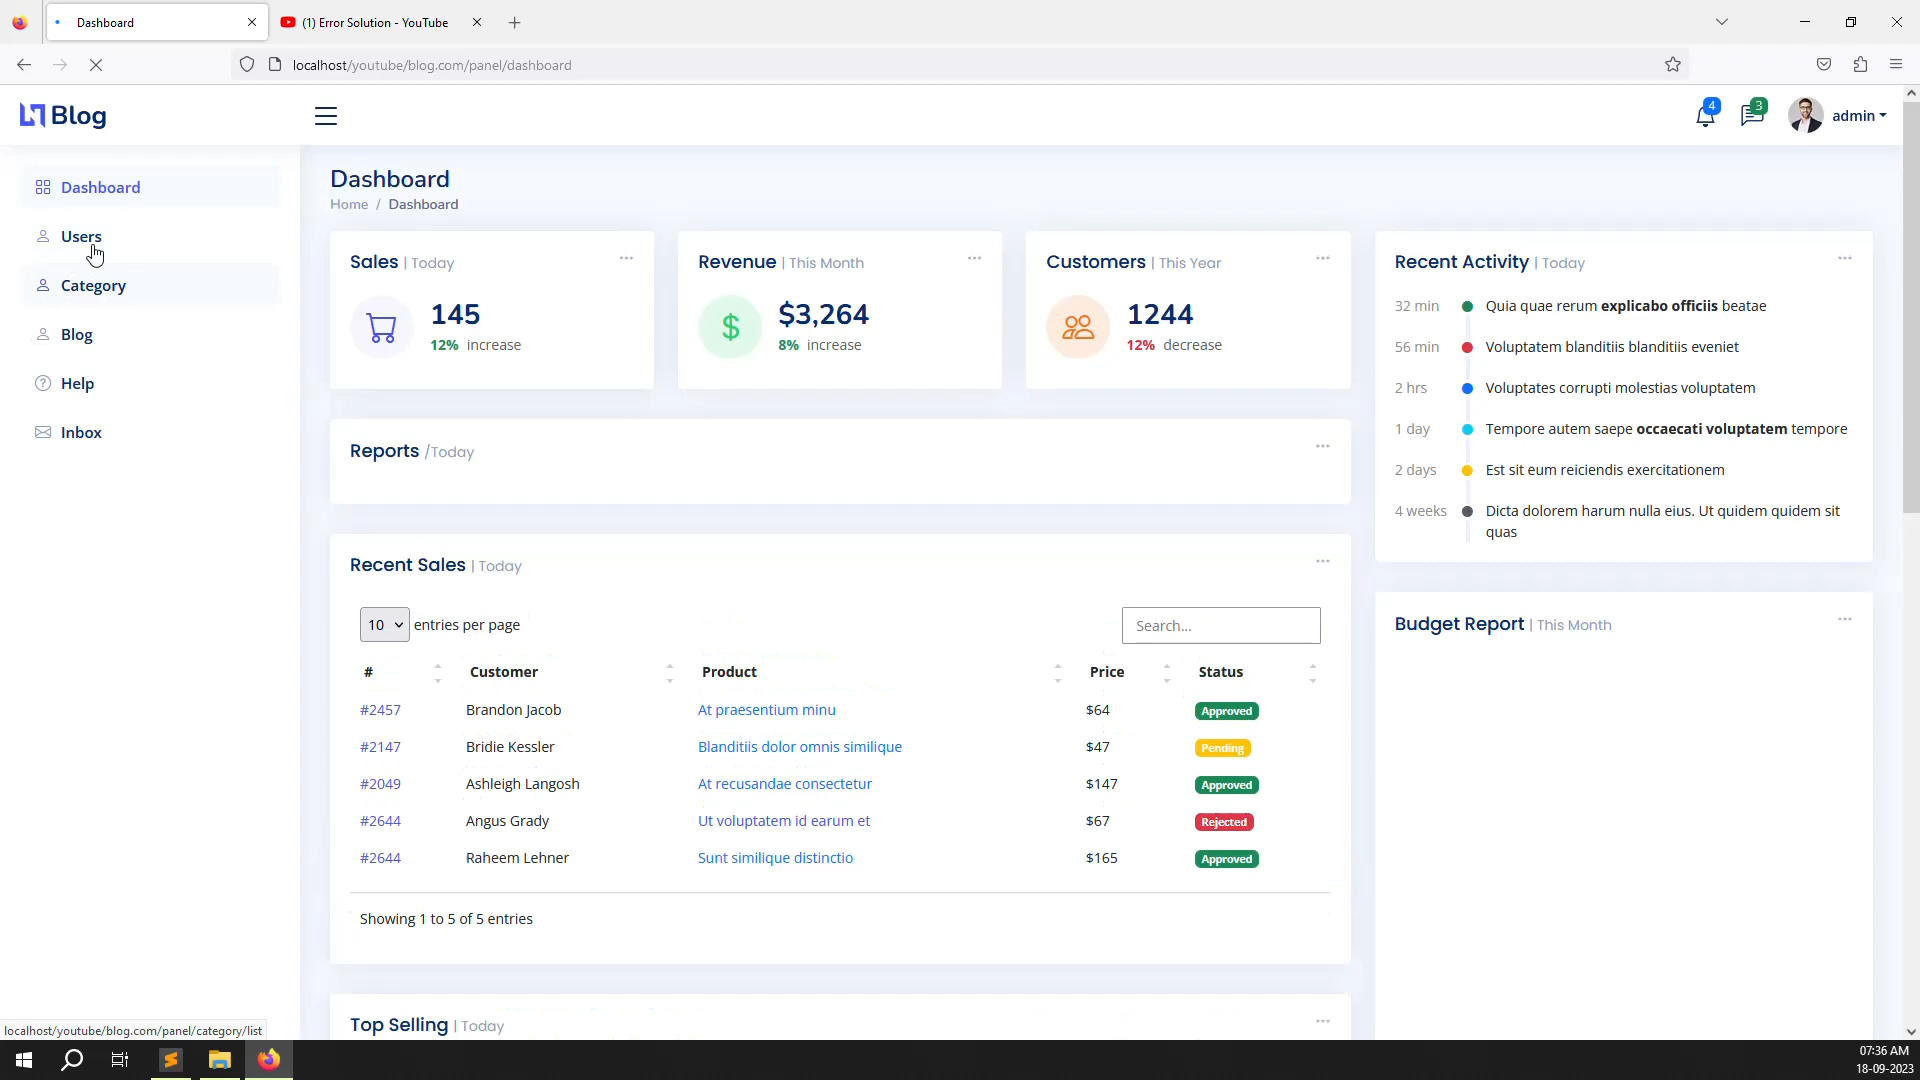 Dashboard
(1) Error Solution - YouTube
localhost/youtube/blog.com/panel/dashboard
Blog
4
3
admin
Dashboard
Users
Category
Blog
Help
Inbox
Dashboard
Home / Dashboard
Sales | Today
145
12% increase
Revenue | This Month
$
$3,264
8% increase
Customers | This Year
1244
12% decrease
Reports /Today
Recent Sales | Today
10 entries per page
Search...
# Customer Product Price Status
#2457 Brandon Jacob At praesentium minu $64 Approved
#2147 Bridie Kessler Blanditiis dolor omnis similique $47 Pending
#2049 Ashleigh Langosh At recusandae consectetur $147 Approved
#2644 Angus Grady Ut voluptatem id earum et $67 Rejected
#2644 Raheem Lehner Sunt similique distinctio $165 Approved
Showing 1 to 5 of 5 entries
Top Selling | Today
Recent Activity | Today
32 min Quia quae rerum explicabo officiis beatae
56 min Voluptatem blanditiis blanditiis eveniet
2 hrs Voluptates corrupti molestias voluptatem
1 day Tempore autem saepe occaecati voluptatem tempore
2 days Est sit eum reiciendis exercitationem
4 weeks Dicta dolorem harum nulla eius. Ut quidem quidem sit
quas
Budget Report | This Month
localhost/youtube/blog.com/panel/category/list
07:36 AM
18-09-2023